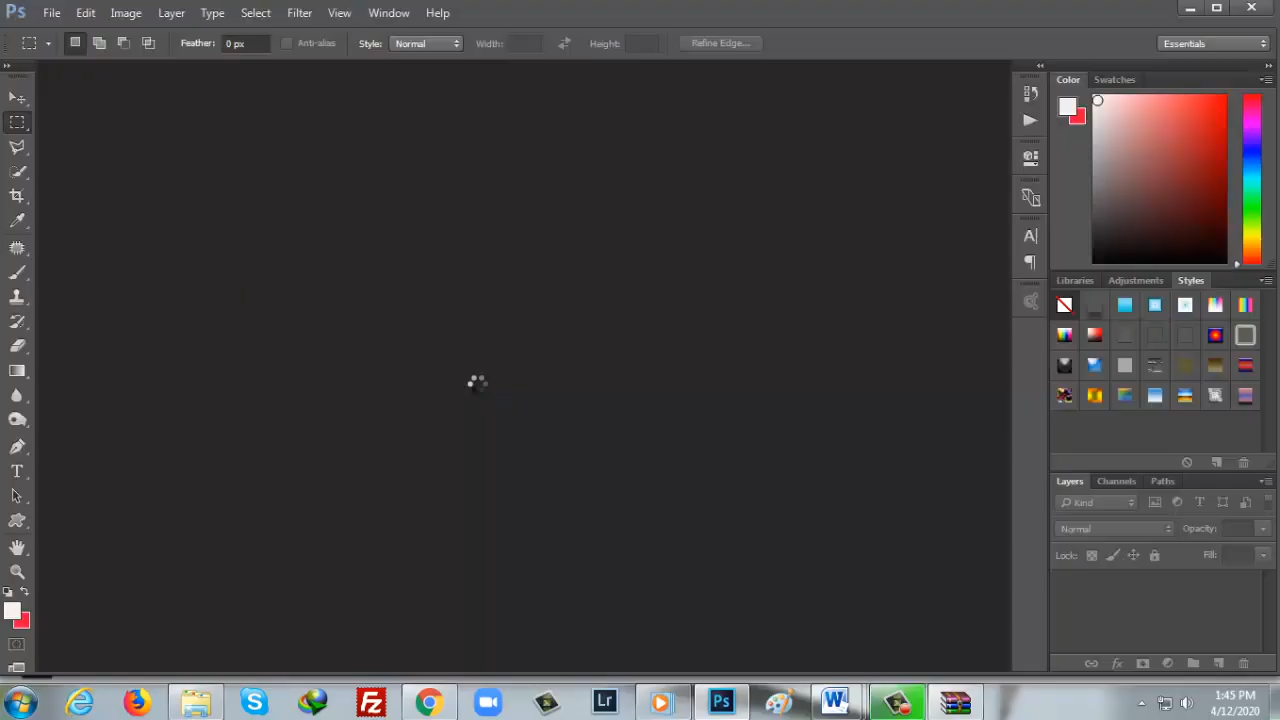 Ps File Edit Image Layer Type Select Filter View Window Help
Feather: 0 px Anti-alias Style: Normal Width: Height: Refine Edge... Essentials
Color Swatches
Libraries Adjustments Styles
Layers Channels Paths
Kind
Normal Opacity:
Lock: Fill:
Lr Ps
1:45 PM
4/12/2020